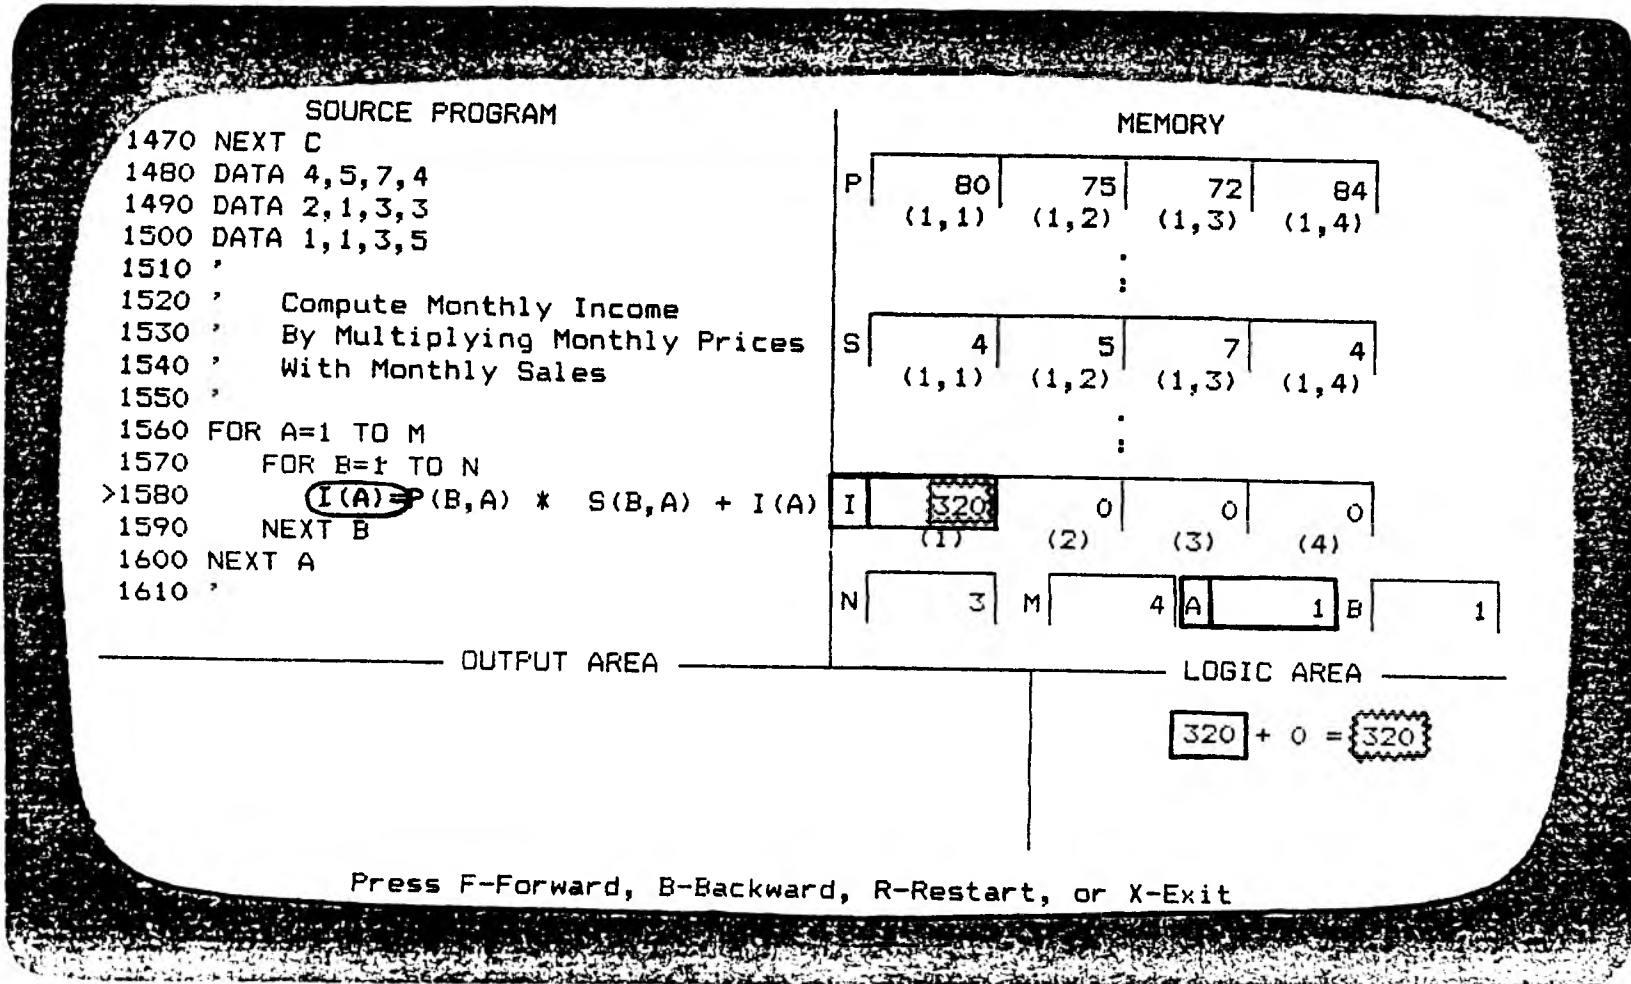 SOURCE PROGRAM
1470 NEXT C
1480 DATA 4,5,7,4
1490 DATA 2,1,3,3
1500 DATA 1,1,3,5
1510 '
1520 '   Compute Monthly Income
1530 '   By Multiplying Monthly Prices
1540 '   With Monthly Sales
1550 '
1560 FOR A=1 TO M
1570    FOR B=1 TO N
>1580      I(A)=P(B,A) *  S(B,A) + I(A)
1590    NEXT B
1600 NEXT A
1610 '
MEMORY
P 80 75 72 84
(1,1) (1,2) (1,3) (1,4)
:
S 4 5 7 4
(1,1) (1,2) (1,3) (1,4)
:
I 320 0 0 0
(1) (2) (3) (4)
N 3 M 4 A 1 B 1
OUTPUT AREA
LOGIC AREA
320 + 0 = 320
Press F-Forward, B-Backward, R-Restart, or X-Exit